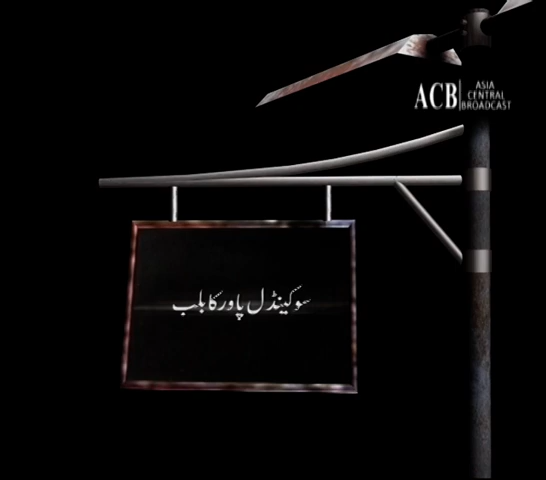 ACB ASIA
CENTRAL
BROADCAST
سو کینڈل پاور کا بلب